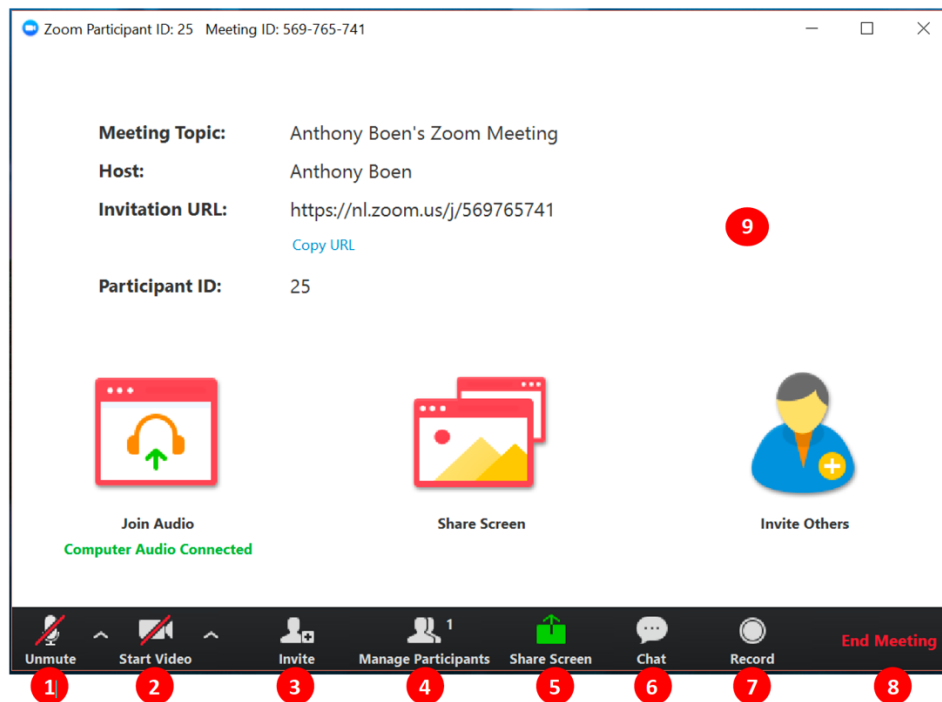 Zoom Participant ID: 25 Meeting ID: 569-765-741
Meeting Topic: Anthony Boen's Zoom Meeting
Host: Anthony Boen
Invitation URL: https://nl.zoom.us/j/569765741
Copy URL
9
Participant ID: 25
Join Audio Share Screen Invite Others
Computer Audio Connected
1
End Meeting
Unmute Start Video Invite Manage Participants Share Screen Chat Record
1 2 3 4 5 6 7 8